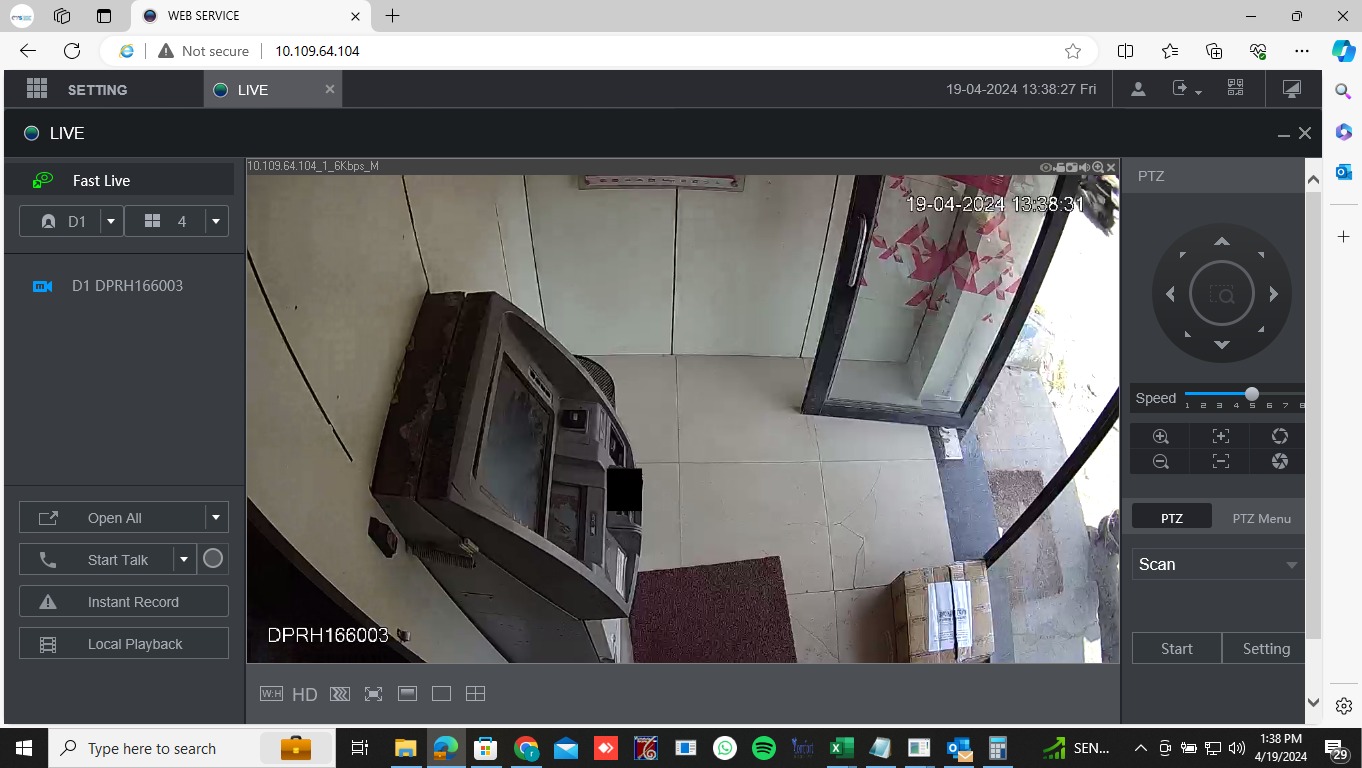 WEB SERVICE
Not secure
10.109.64.104
SETTING
LIVE
19-04-2024 13:38:27 Fri
LIVE
Fast Live
D1
4
D1 DPRH166003
Open All
Start Talk
Instant Record
Local Playback
10.109.64.104_1_6Kbps_M
19-04-2024 13:38:31
DPRH166003
W:H
HD
PTZ
Speed
1 2 3 4 5 6 7 8
PTZ
PTZ Menu
Scan
Start
Setting
Type here to search
SEN...
1:38 PM
4/19/2024
29